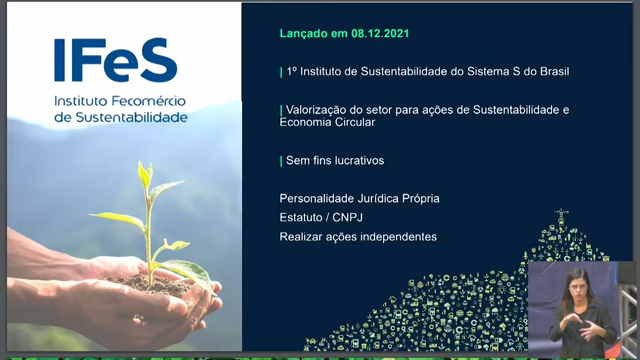 IFeS
Instituto Fecomércio
de Sustentabilidade
Lançado em 08.12.2021
| 1º Instituto de Sustentabilidade do Sistema S do Brasil
| Valorização do setor para ações de Sustentabilidade e
Economia Circular
| Sem fins lucrativos
Personalidade Jurídica Própria
Estatuto / CNPJ
Realizar ações independentes